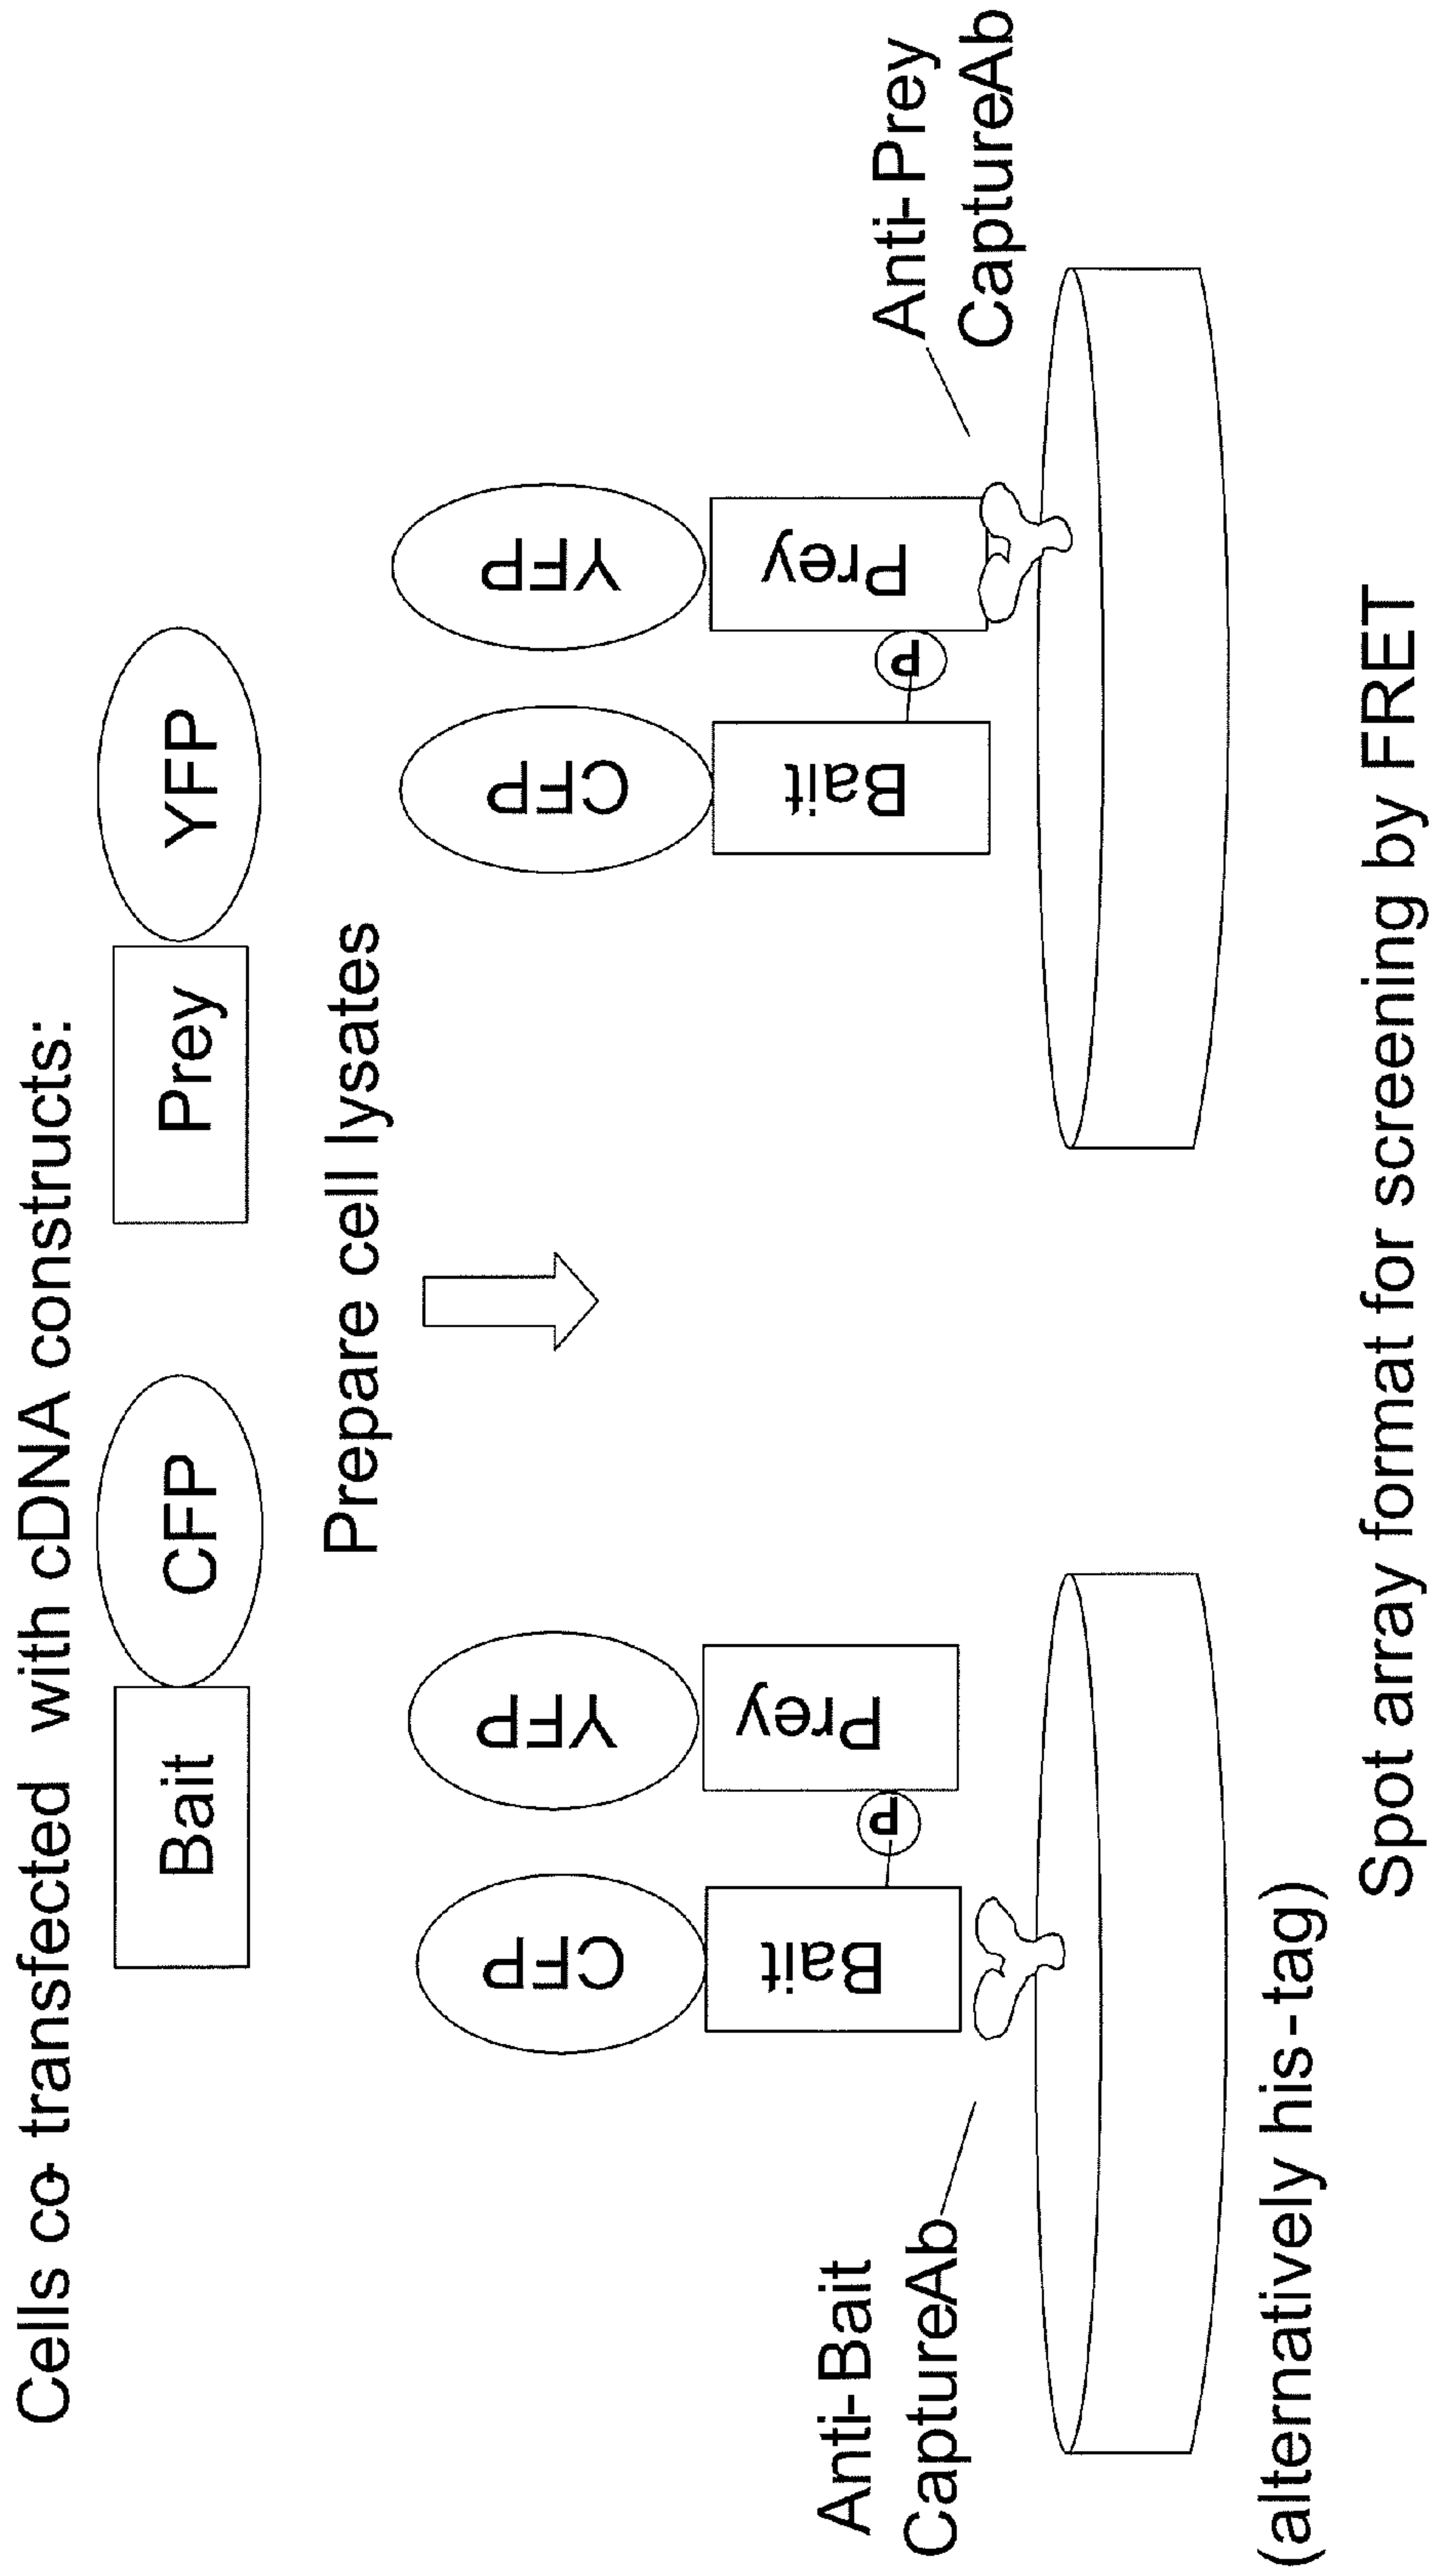 Cells co- transfected with cDNA constructs:
Bait
CFP
Prey
YFP
Prepare cell lysates
CFP
YFP
Bait
P
Prey
Anti-Bait
CaptureAb
CFP
YFP
Bait
P
Prey
Anti-Prey
CaptureAb
(alternatively his-tag)
Spot array format for screening by FRET